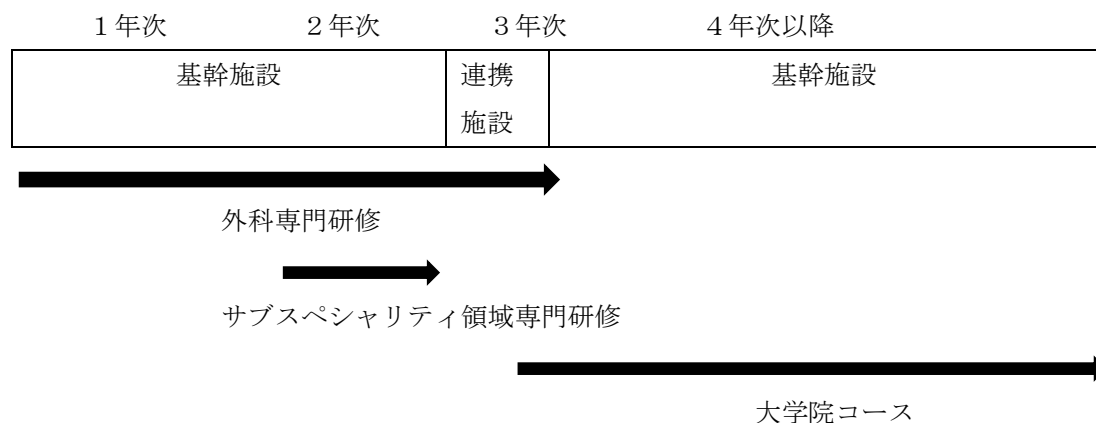 １年次 ２年次 ３年次 ４年次以降
基幹施設 連携 基幹施設
施設
外科専門研修
サブスペシャリティ領域専門研修
大学院コース